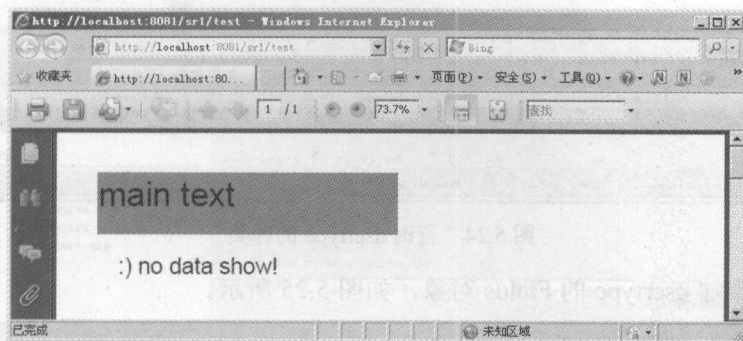 http://localhost:8081/sr1/test - Windows Internet Explorer
http://localhost:8081/sr1/test
Bing
收藏夹
http://localhost:80...
页面(P)
安全(S)
工具(O)
1 /1
73.7%
查找
main text
:) no data show!
已完成
未知区域